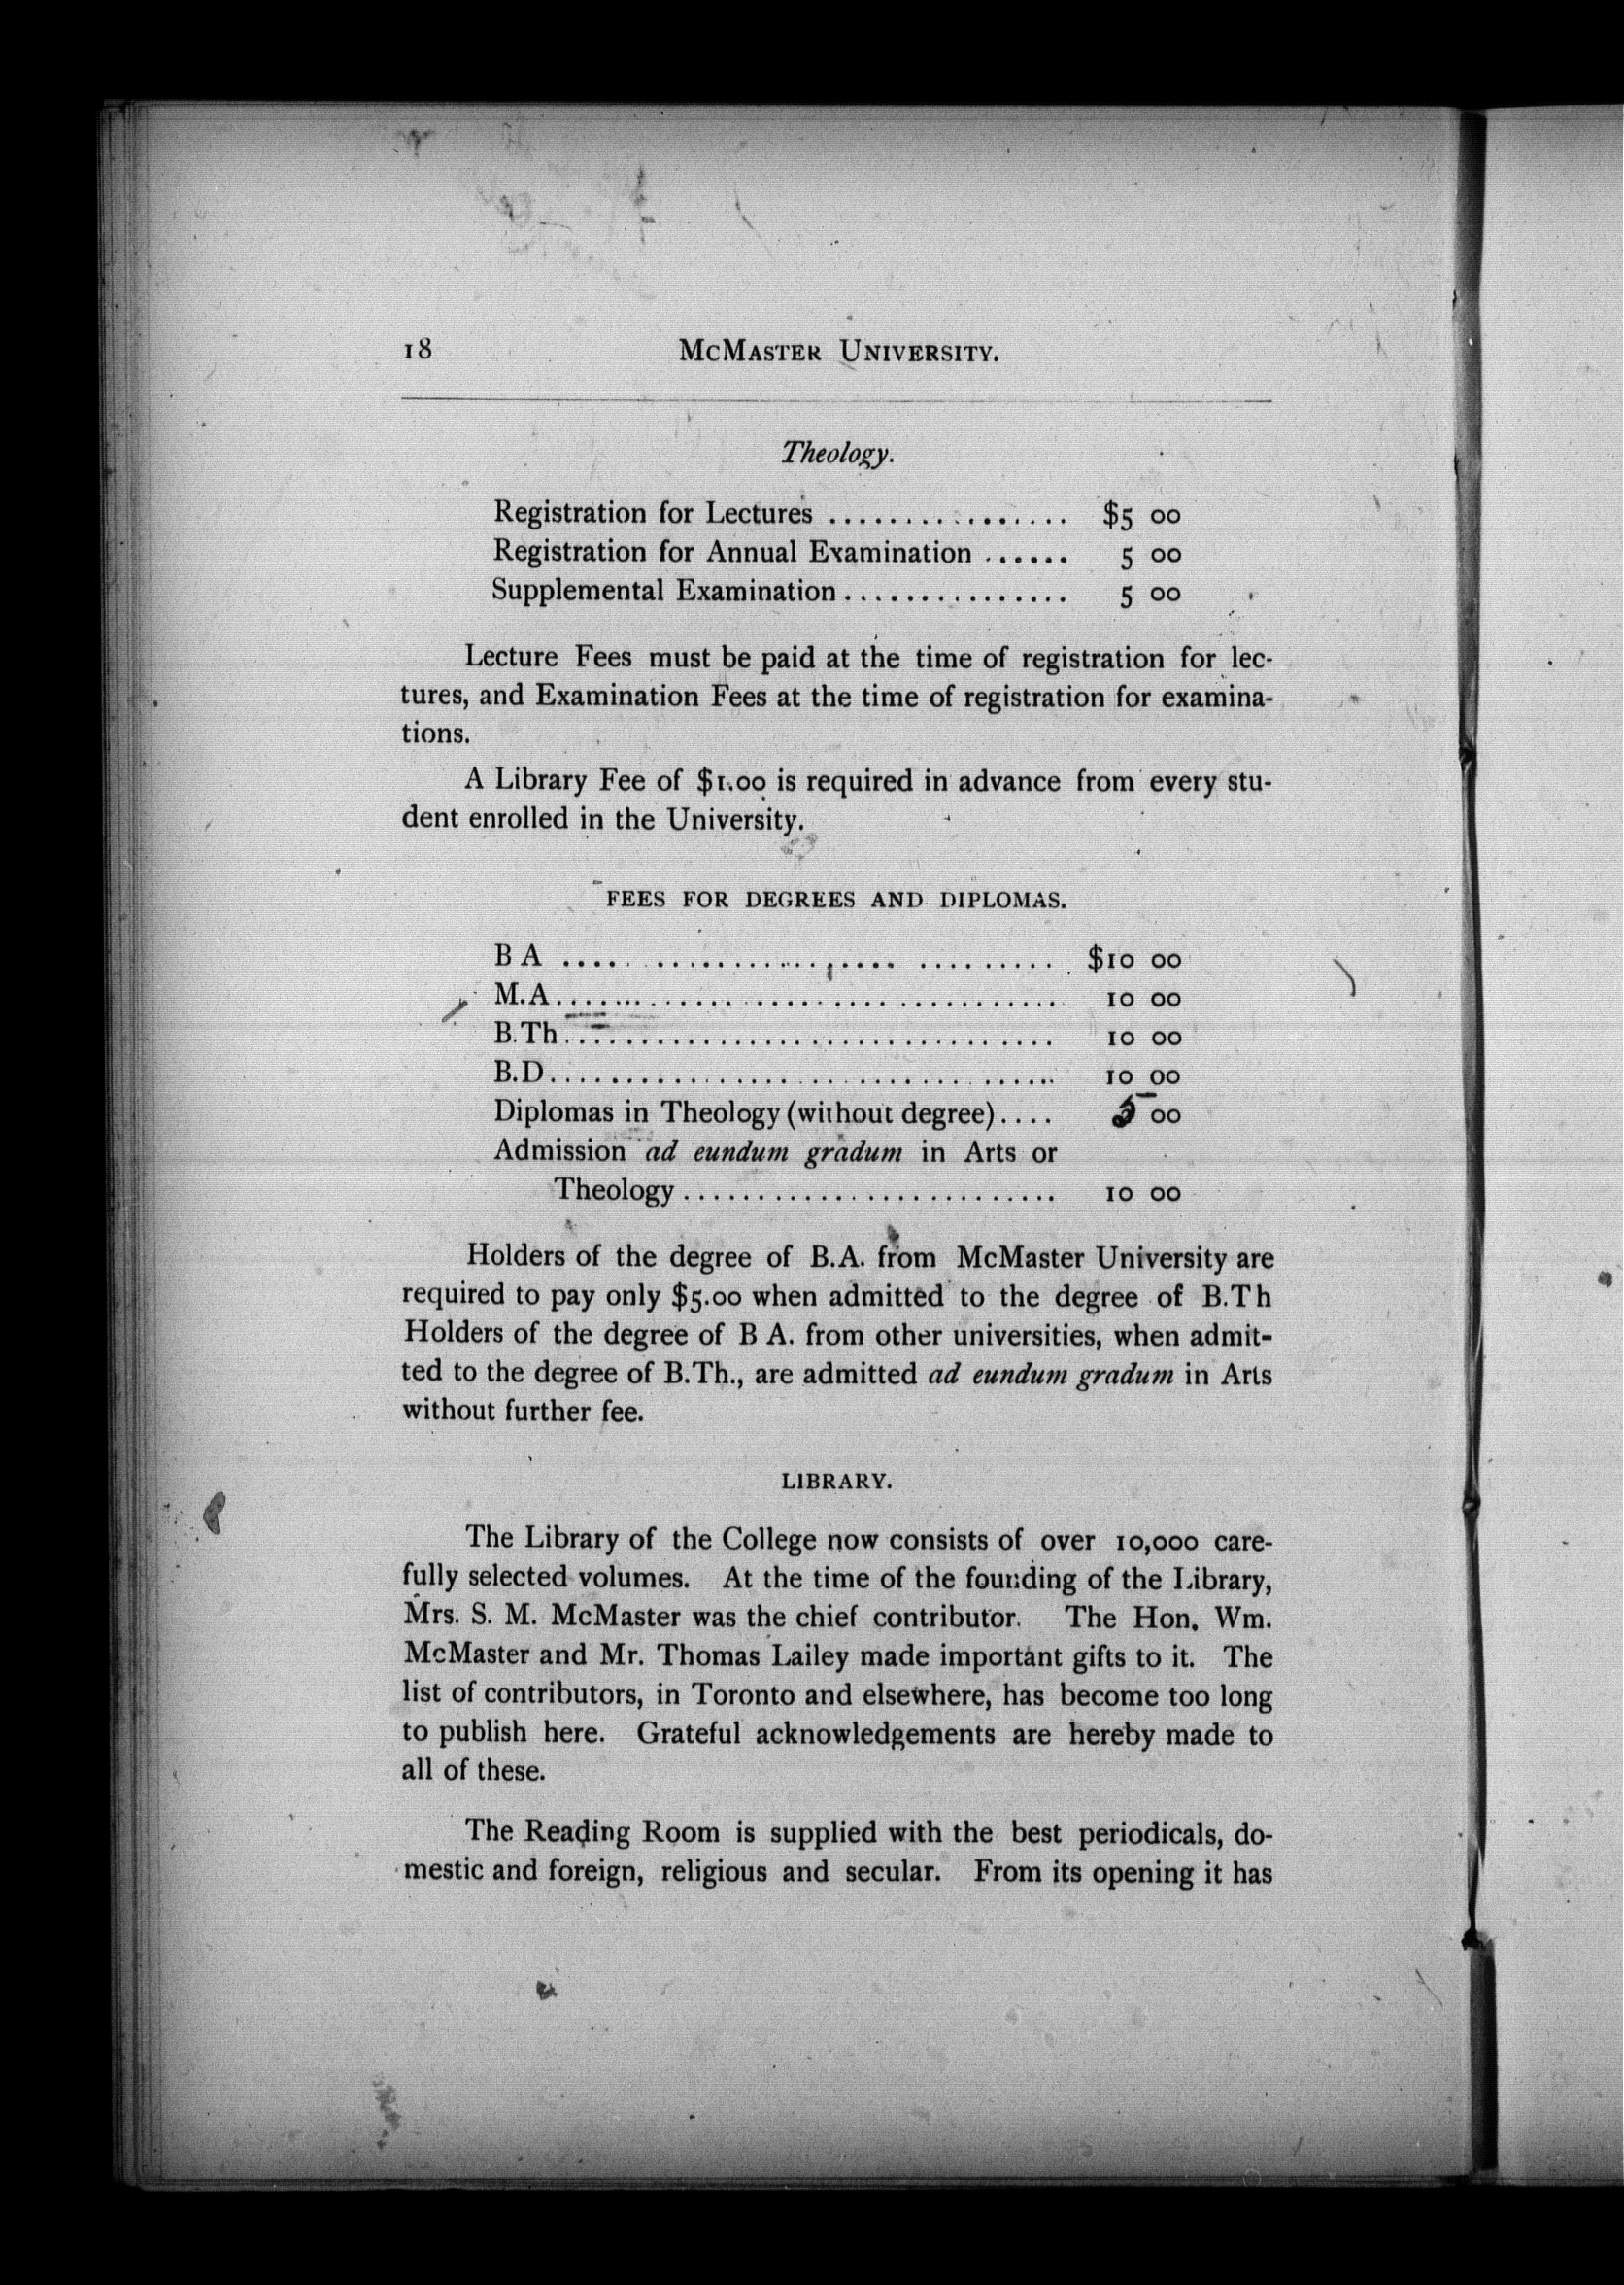 18 McMaster University.
Theology.
Registration for Lectures ................ $5 00
Registration for Annual Examination ...... 5 00
Supplemental Examination............... 5 00
Lecture Fees must be paid at the time of registration for lec-
tures, and Examination Fees at the time of registration for examina-
tions.
A Library Fee of $1.00 is required in advance from every stu-
dent enrolled in the University.
FEES FOR DEGREES AND DIPLOMAS.
B A ................................ $10 00
M.A.................................. 10 00
B.Th................................. 10 00
B.D.................................. 10 00
Diplomas in Theology (without degree).... 5 00
Admission ad eundum gradum in Arts or
Theology......................... 10 00
Holders of the degree of B.A. from McMaster University are
required to pay only $5.00 when admitted to the degree of B.Th
Holders of the degree of B A. from other universities, when admit-
ted to the degree of B.Th., are admitted ad eundum gradum in Arts
without further fee.
LIBRARY.
The Library of the College now consists of over 10,000 care-
fully selected volumes. At the time of the founding of the Library,
Mrs. S. M. McMaster was the chief contributor. The Hon. Wm.
McMaster and Mr. Thomas Lailey made important gifts to it. The
list of contributors, in Toronto and elsewhere, has become too long
to publish here. Grateful acknowledgements are hereby made to
all of these.
The Reading Room is supplied with the best periodicals, do-
mestic and foreign, religious and secular. From its opening it has